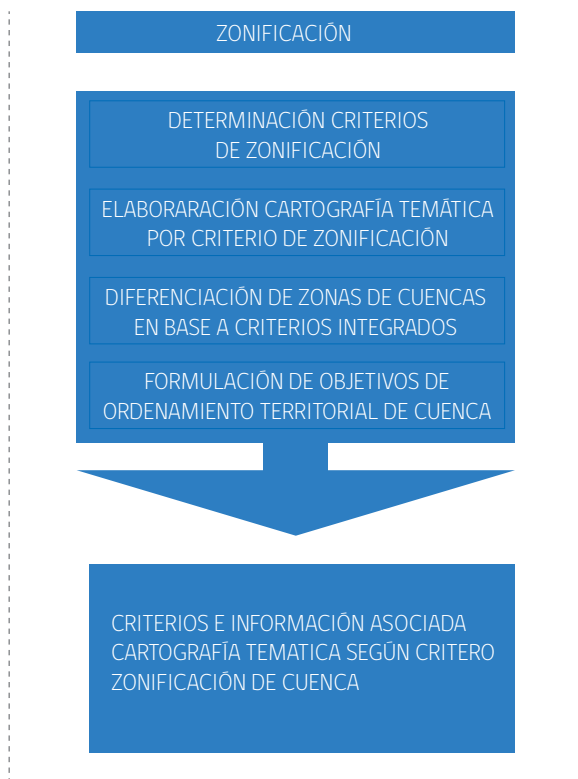 ZONIFICACIÓN
DETERMINACIÓN CRITERIOS
DE ZONIFICACIÓN
ELABORARACIÓN CARTOGRAFÍA TEMÁTICA
POR CRITERIO DE ZONIFICACIÓN
DIFERENCIACIÓN DE ZONAS DE CUENCAS
EN BASE A CRITERIOS INTEGRADOS
FORMULACIÓN DE OBJETIVOS DE
ORDENAMIENTO TERRITORIAL DE CUENCA
CRITERIOS E INFORMACIÓN ASOCIADA
CARTOGRAFÍA TEMATICA SEGÚN CRITERO
ZONIFICACIÓN DE CUENCA